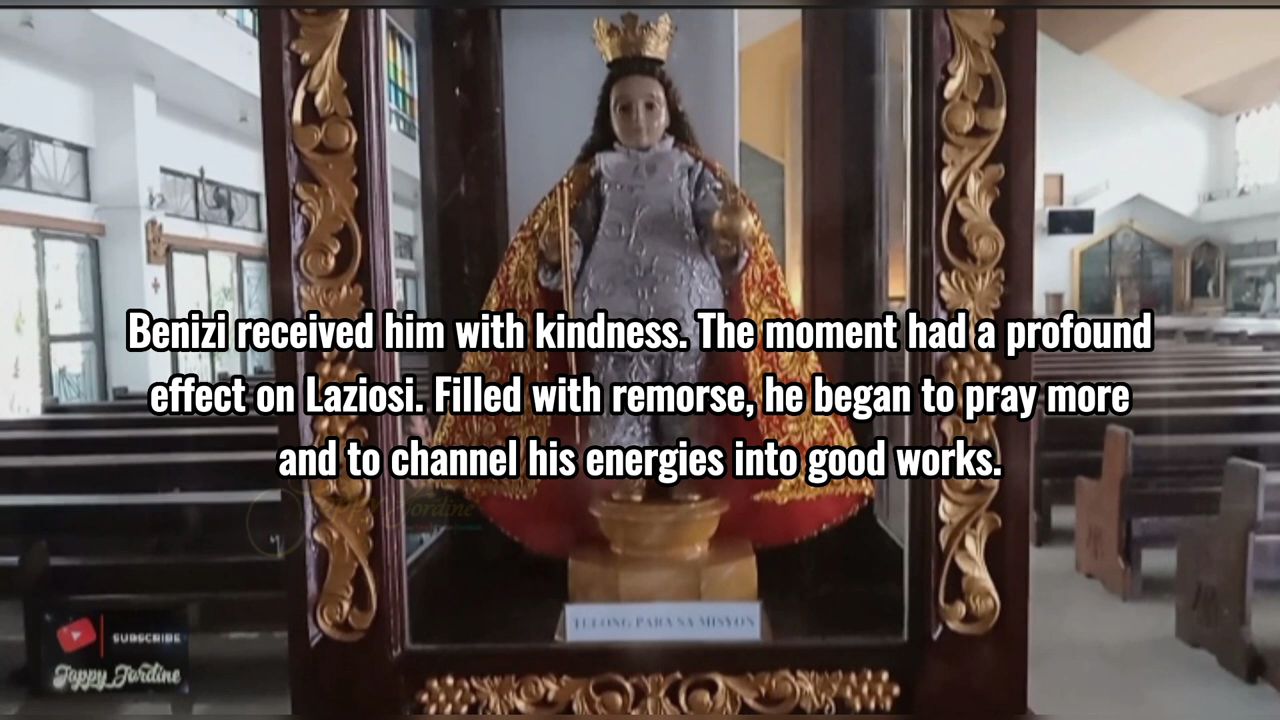 Benizi received him with kindness. The moment had a profound
effect on Laziosi. Filled with remorse, he began to pray more
and to channel his energies into good works.
TULONG PARA SA MISYON
SUBSCRIBE
Tappy Jordine